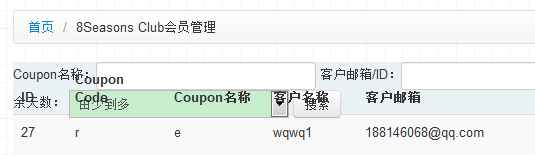 首页 / 8Seasons Club会员管理
Coupon名称: 客户邮箱/ID:
余天数: 由少到多 搜索
ID Coupon Code Coupon名称 客户名称 客户邮箱
27 r e wqwq1 188146068@qq.com